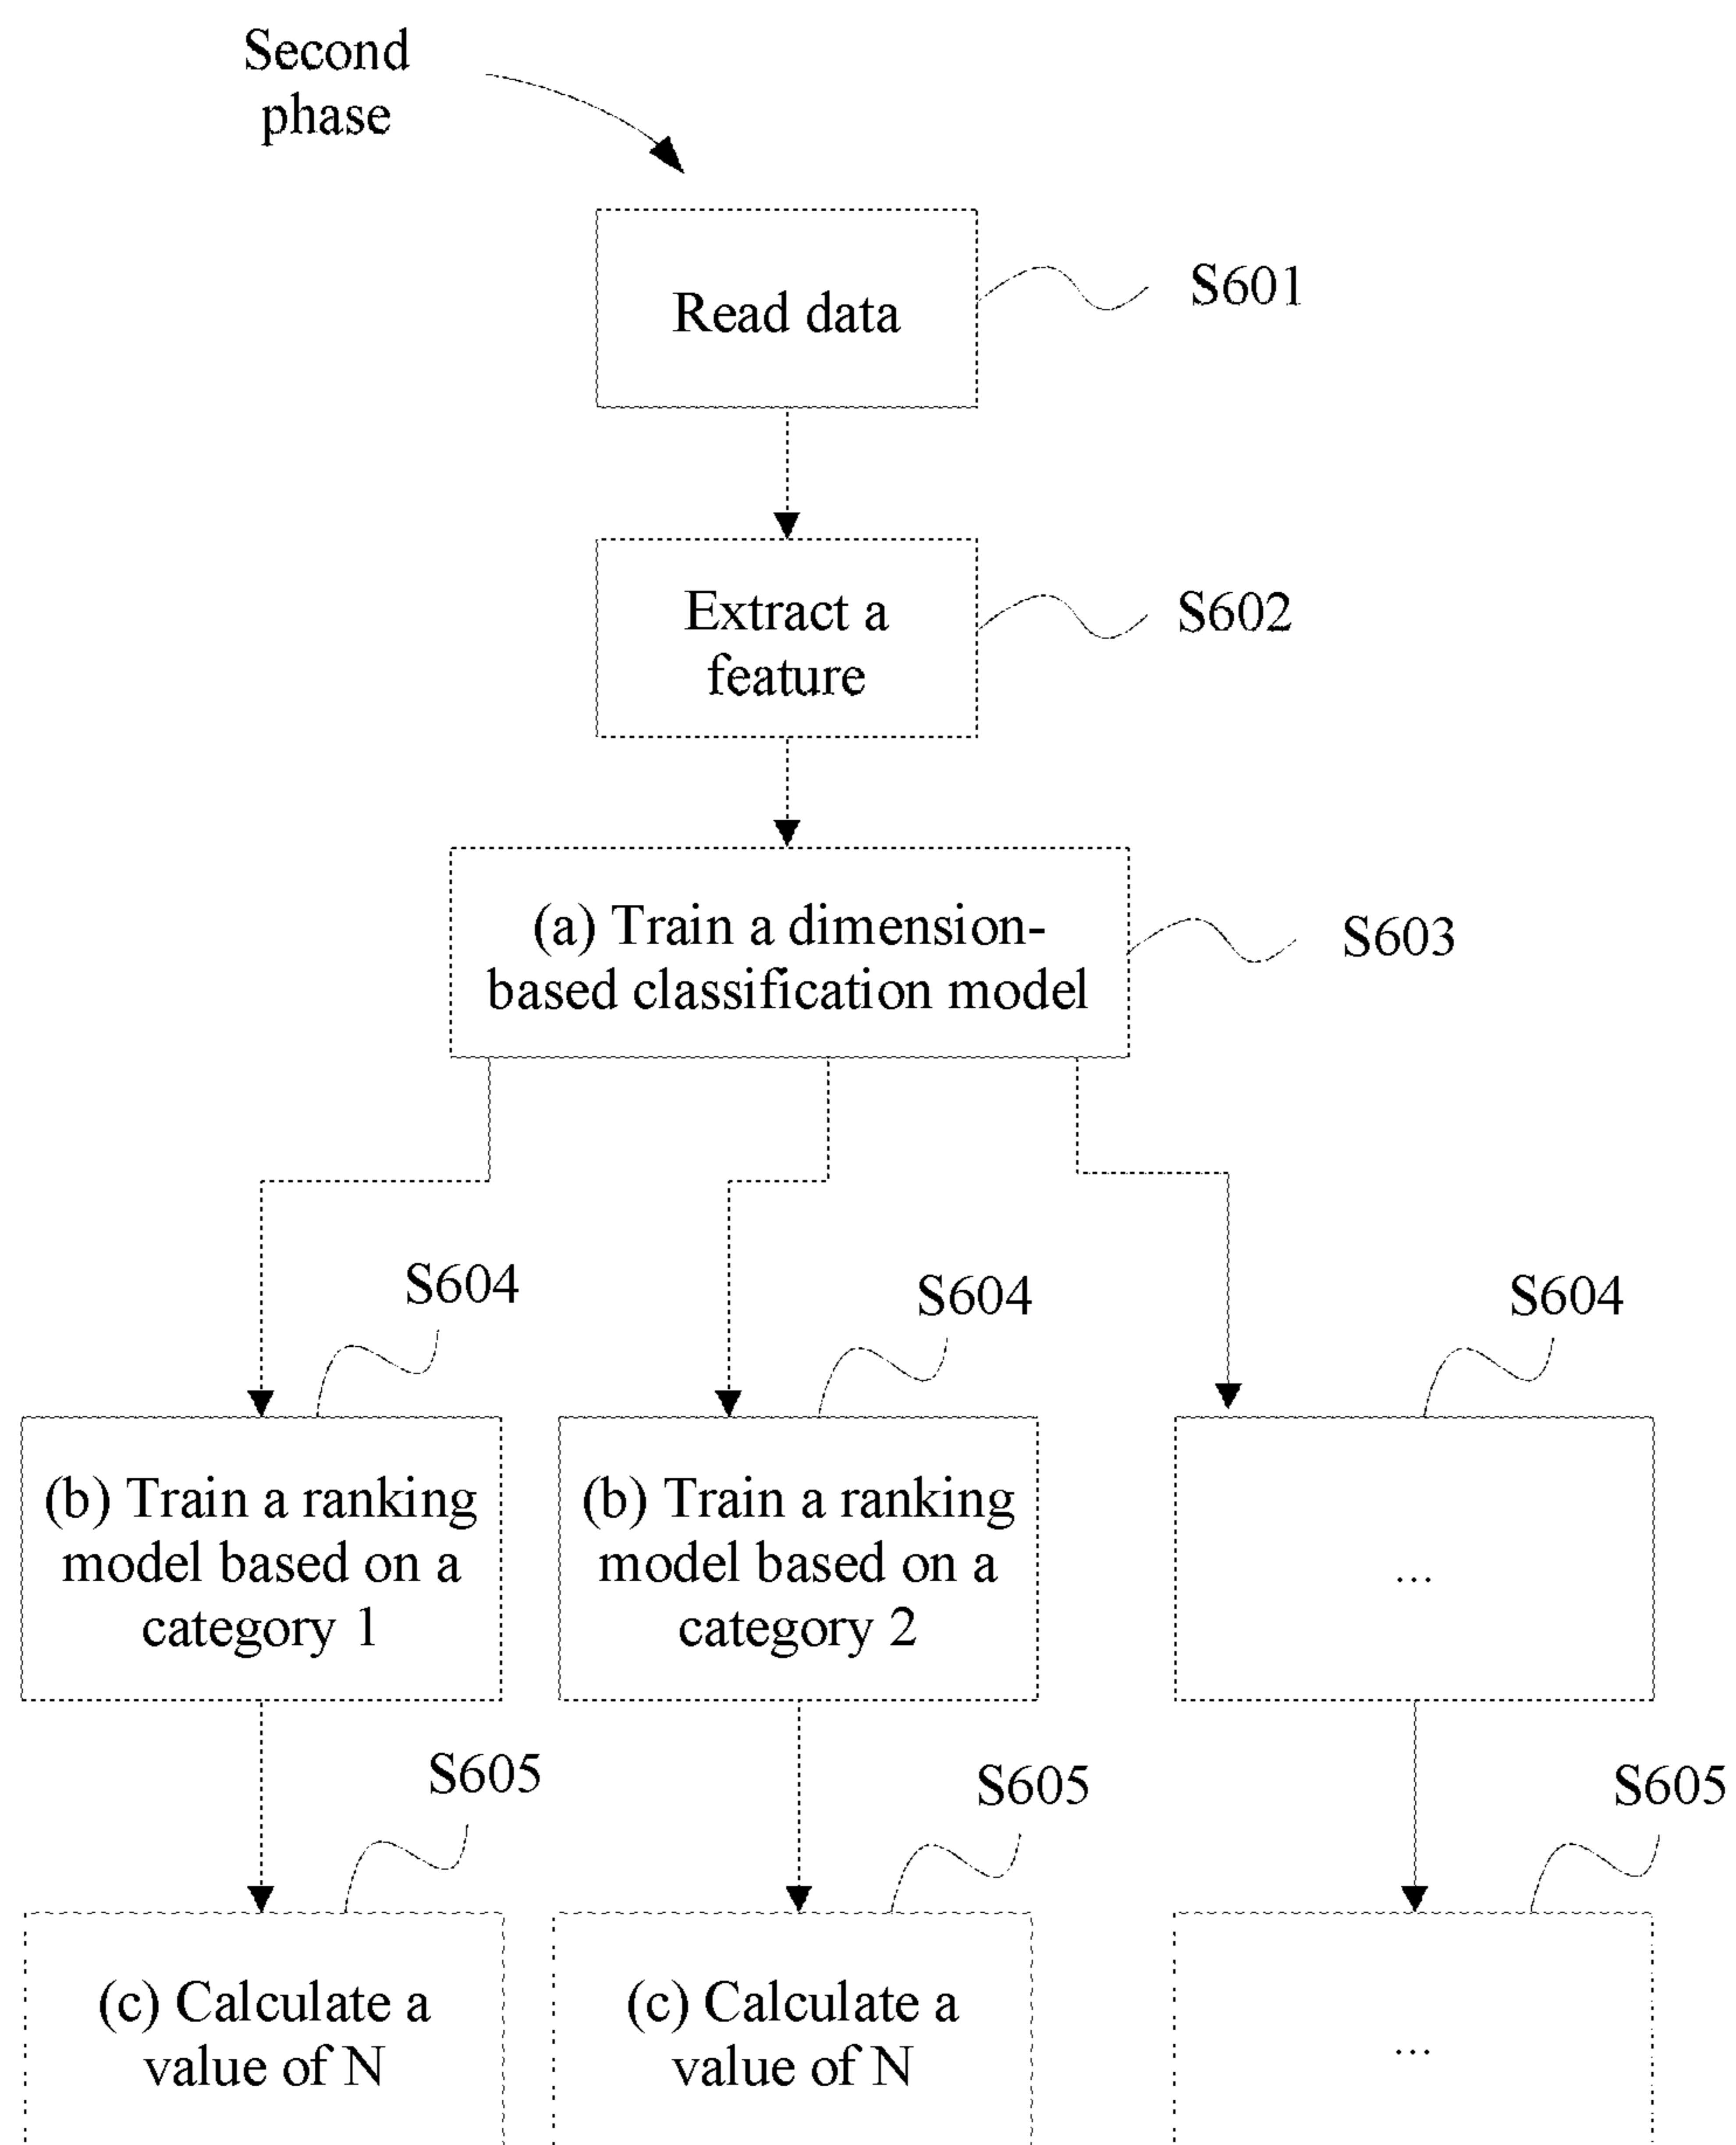 Second
phase
Read data
S601
Extract a
feature
S602
(a) Train a dimension-
based classification model
S603
S604
S604
S604
(b) Train a ranking
model based on a
category 1
(b) Train a ranking
model based on a
category 2
...
S605
S605
S605
(c) Calculate a
value of N
(c) Calculate a
value of N
...